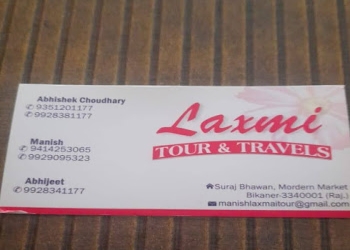 Abhishek Choudhary
9351201177
9928381177
Manish
9414253065
9929095323
Abhijeet
9928341177
Laxmi
TOUR & TRAVELS
Suraj Bhawan, Mordern Market
Bikaner-3340001 (Raj.)
manishlaxmaitour@gmail.com